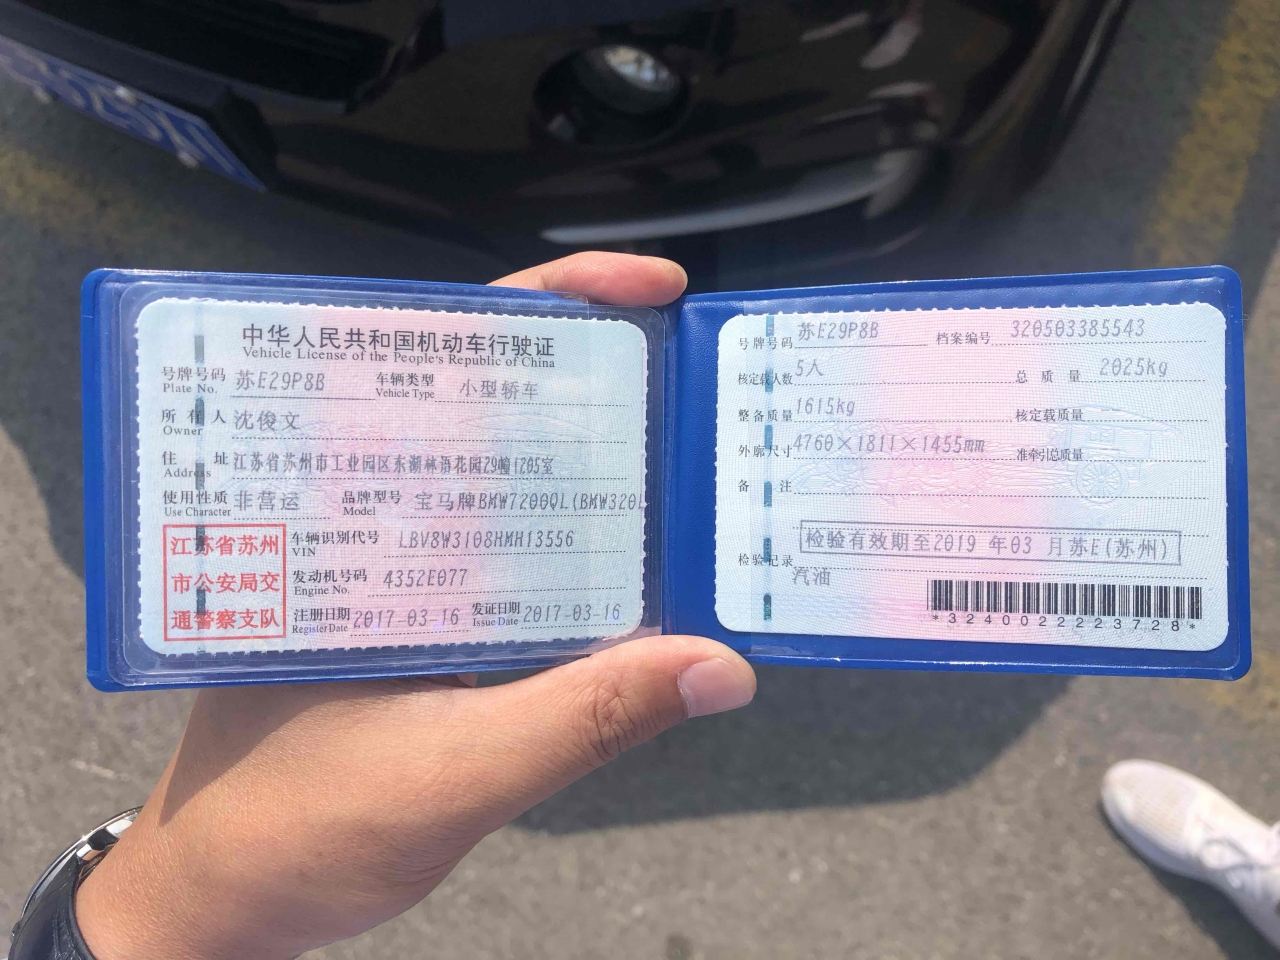 中华人民共和国机动车行驶证
Vehicle License of the People's Republic of China
号牌号码 苏E29P8B 车辆类型 小型轿车
Plate No. Vehicle Type
所有人 沈俊文
Owner
住址 江苏省苏州市工业园区东湖林语花园29幢1205室
Address
使用性质 非营运 品牌型号 宝马牌BMW7200QL(BMW320L
Use Character Model
江苏省苏州
市公安局交
通警察支队
车辆识别代号 LBV8W3108HMH13556
VIN
发动机号码 4352E077
Engine No.
注册日期 2017-03-16 发证日期 2017-03-16
Register Date Issue Date
号牌号码 苏E29P8B 档案编号 320503385543
核定载人数 5人 总质量 2025kg
整备质量 1615kg 核定载质量
外廓尺寸 4760×1811×1455mm 准牵引总质量
备注
检验有效期至2019 年03 月苏E(苏州)
检验记录
汽油
*3240022223728*